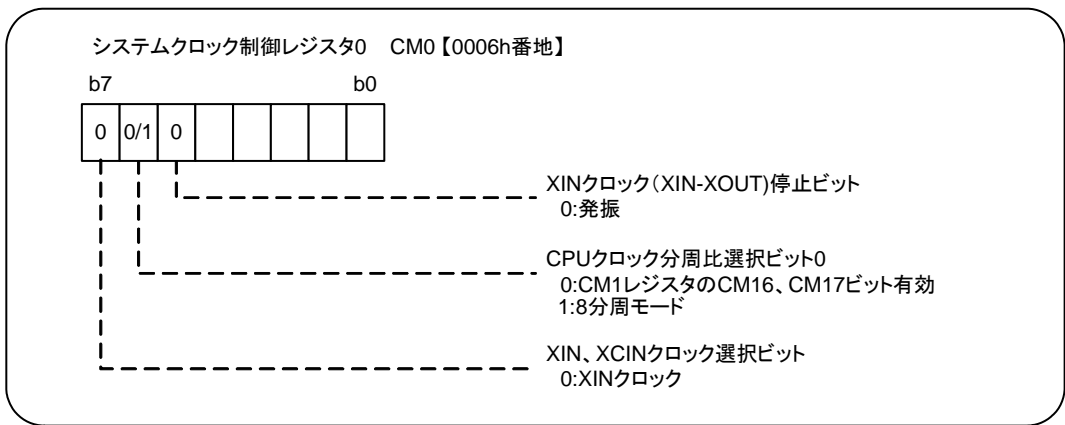 システムクロック制御レジスタ0 CM0【0006h番地】
b7 b0
0 0/1 0
XINクロック(XIN-XOUT)停止ビット
0:発振
CPUクロック分周比選択ビット0
0:CM1レジスタのCM16、CM17ビット有効
1:8分周モード
XIN、XCINクロック選択ビット
0:XINクロック